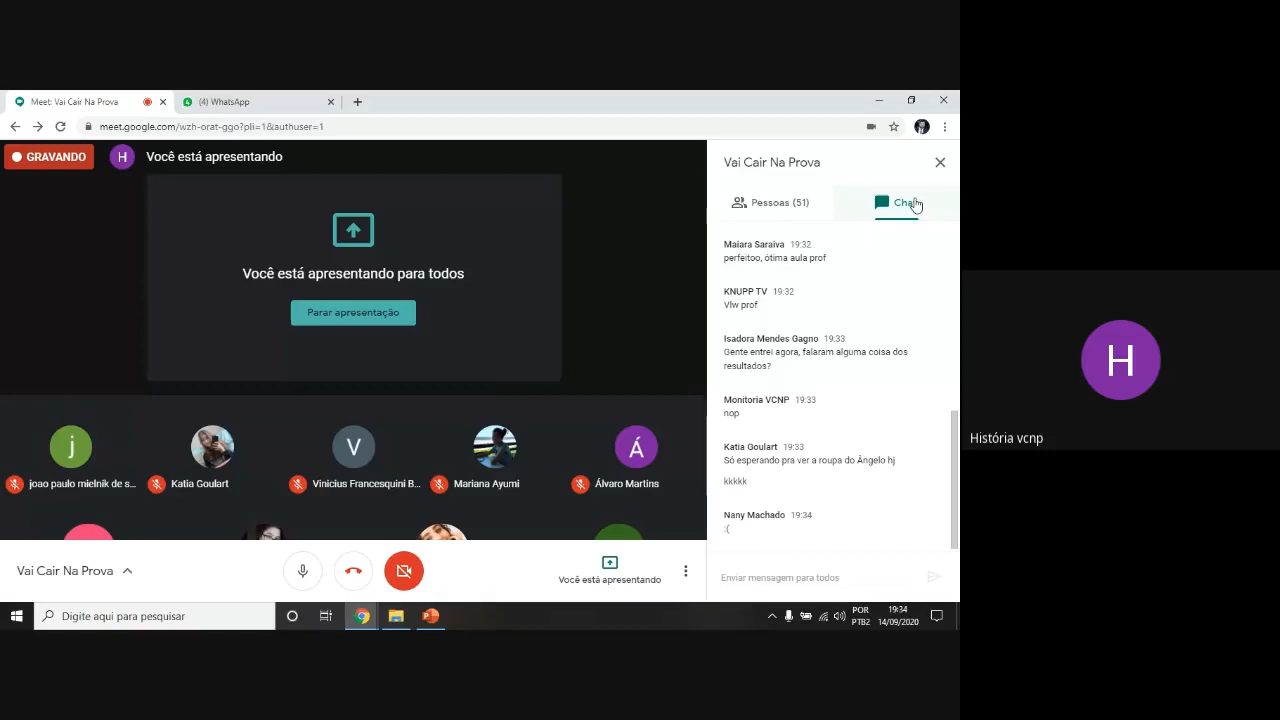 Meet: Vai Cair Na Prova
(4) WhatsApp
meet.google.com/wzh-orat-ggo?pli=1&authuser=1
GRAVANDO
H
Você está apresentando
Você está apresentando para todos
Parar apresentação
j
V
Á
joao paulo mielnik de s...
Katia Goulart
Vinicius Francesquini B...
Mariana Ayumi
Álvaro Martins
Vai Cair Na Prova
Você está apresentando
Vai Cair Na Prova
Pessoas (51)
Maiara Saraiva 19:32
perfeitoo, ótima aula prof
KNUPP TV 19:32
Vlw prof
Isadora Mendes Gagno 19:33
Gente entrei agora, falaram alguma coisa dos
resultados?
Monitoria VCNP 19:33
nop
Katia Goulart 19:33
Só esperando pra ver a roupa do Ângelo hj
kkkkk
Nany Machado 19:34
:(
Enviar mensagem para todos
Digite aqui para pesquisar
POR
PTB2
19:34
14/09/2020
H
História vcnp